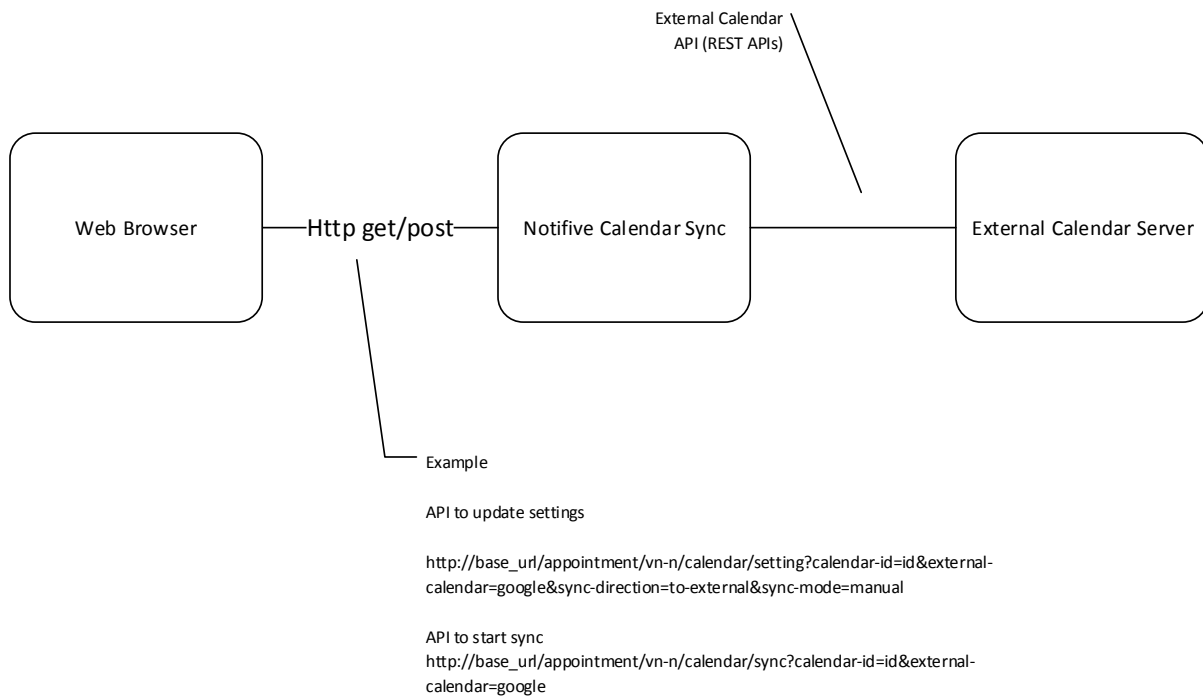 External Calendar
API (REST APIs)
Web Browser
Http get/post
Notifive Calendar Sync
External Calendar Server
Example
API to update settings
http://base_url/appointment/vn-n/calendar/setting?calendar-id=id&external-
calendar=google&sync-direction=to-external&sync-mode=manual
API to start sync
http://base_url/appointment/vn-n/calendar/sync?calendar-id=id&external-
calendar=google